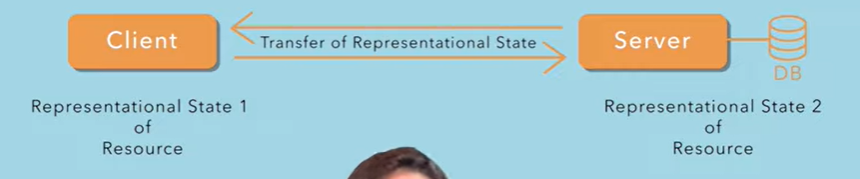 Client
Transfer of Representational State
Server
DB
Representational State 1
of
Resource
Representational State 2
of
Resource